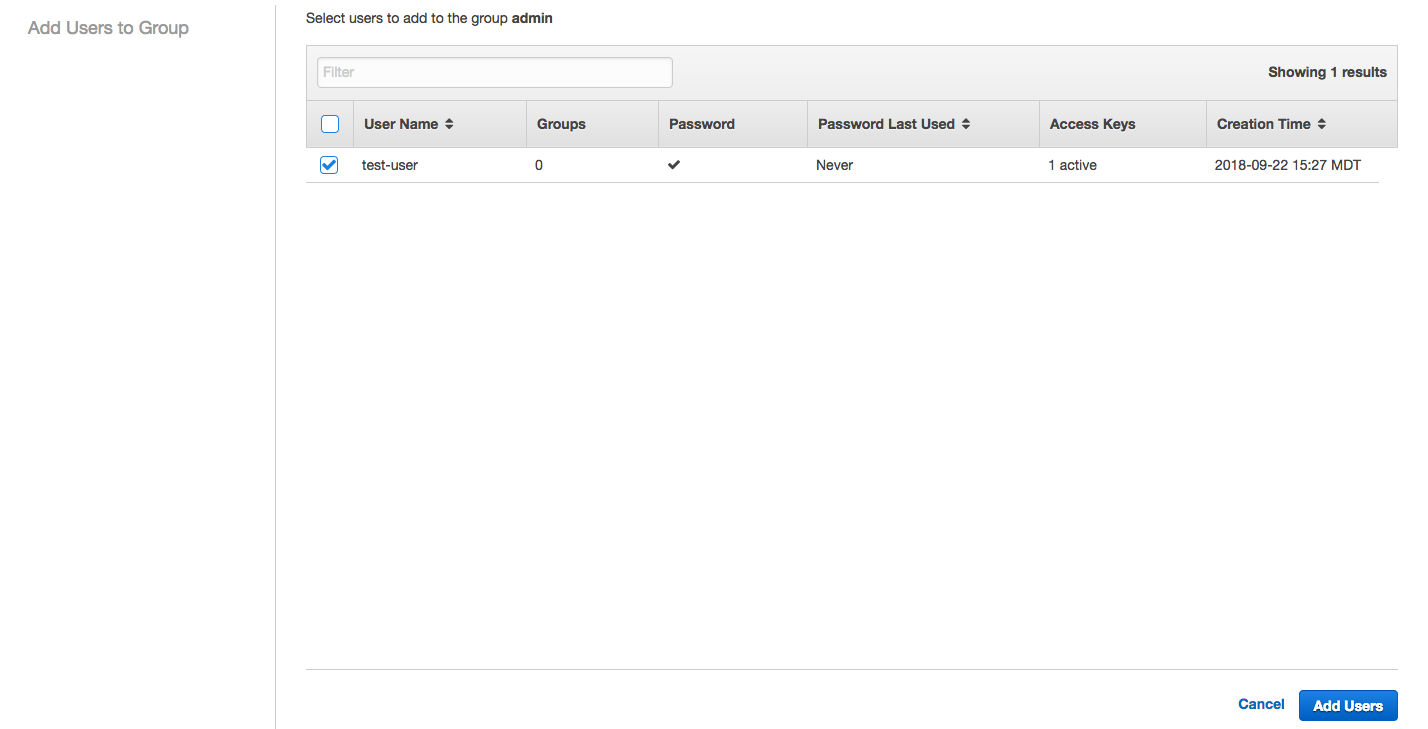 Add Users to Group
Select users to add to the group admin
Filter
Showing 1 results
User Name Groups Password Password Last Used Access Keys Creation Time
test-user 0 Never 1 active 2018-09-22 15:27 MDT
Cancel Add Users